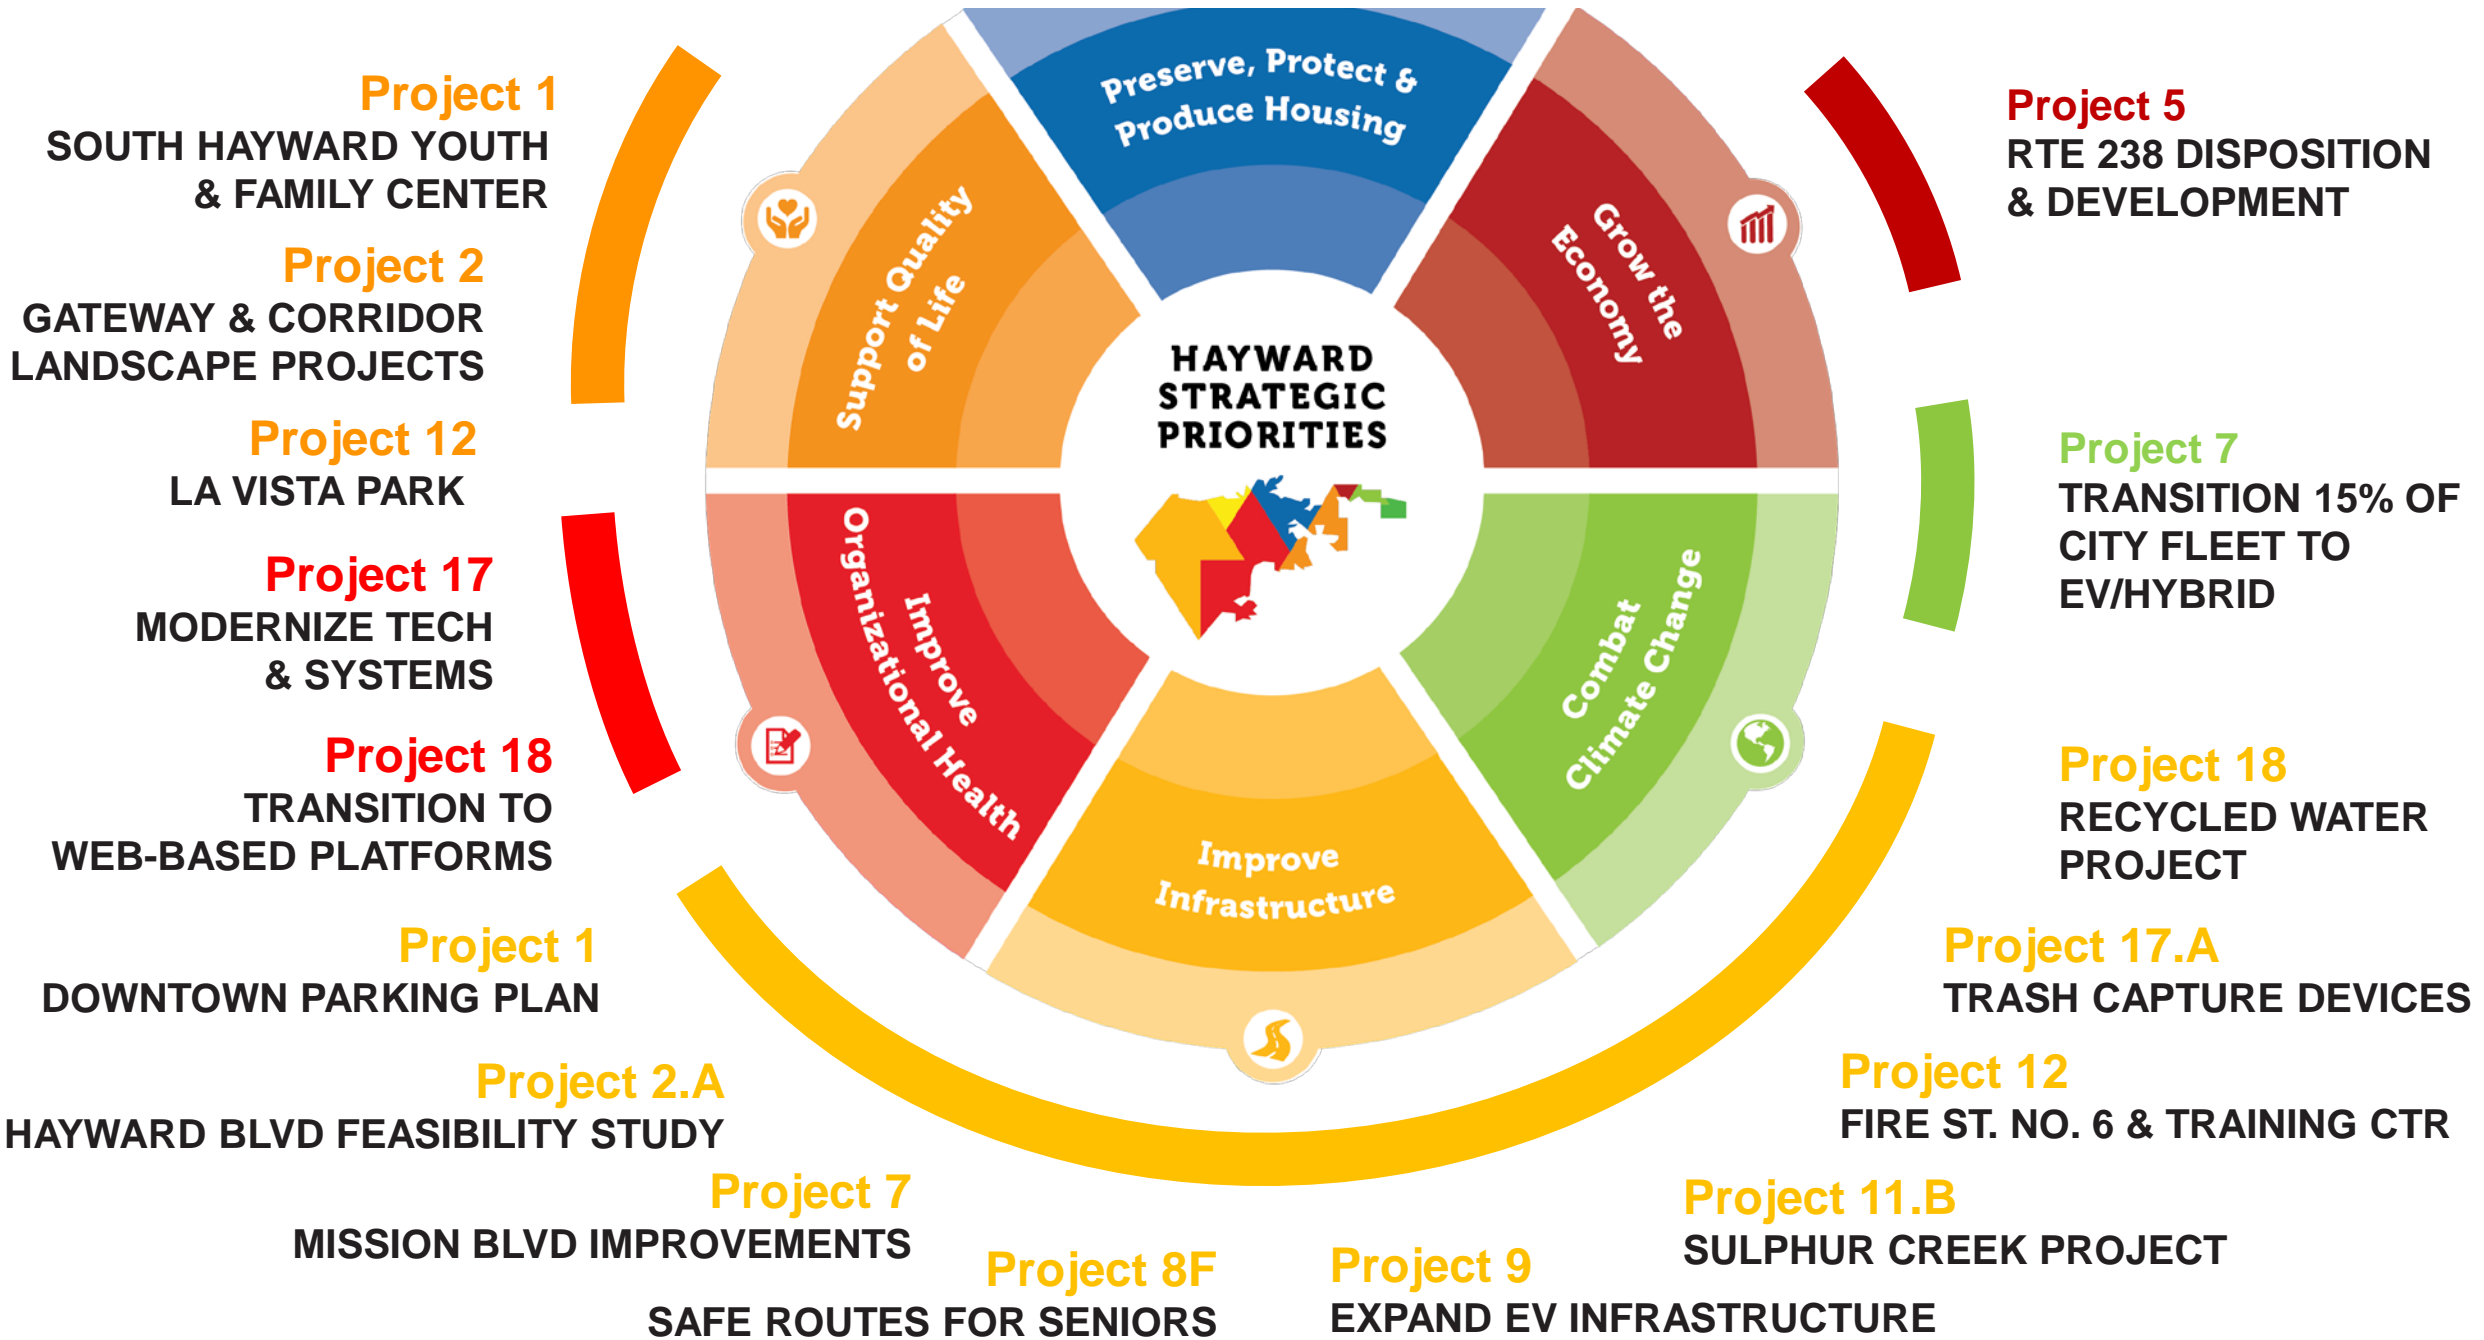 Project 1
SOUTH HAYWARD YOUTH
& FAMILY CENTER
Project 2
GATEWAY & CORRIDOR
LANDSCAPE PROJECTS
Project 12
LA VISTA PARK
Project 17
MODERNIZE TECH
& SYSTEMS
Project 18
TRANSITION TO
WEB-BASED PLATFORMS
Project 1
DOWNTOWN PARKING PLAN
Project 2.A
HAYWARD BLVD FEASIBILITY STUDY
Project 7
MISSION BLVD IMPROVEMENTS
Project 8F
SAFE ROUTES FOR SENIORS
Preserve, Protect &
Produce Housing
Support Quality
of Life
Grow the
Economy
HAYWARD
STRATEGIC
PRIORITIES
Improve
Organizational Health
Combat
Climate Change
Improve
Infrastructure
Project 5
RTE 238 DISPOSITION
& DEVELOPMENT
Project 7
TRANSITION 15% OF
CITY FLEET TO
EV/HYBRID
Project 18
RECYCLED WATER
PROJECT
Project 17.A
TRASH CAPTURE DEVICES
Project 12
FIRE ST. NO. 6 & TRAINING CTR
Project 11.B
SULPHUR CREEK PROJECT
Project 9
EXPAND EV INFRASTRUCTURE